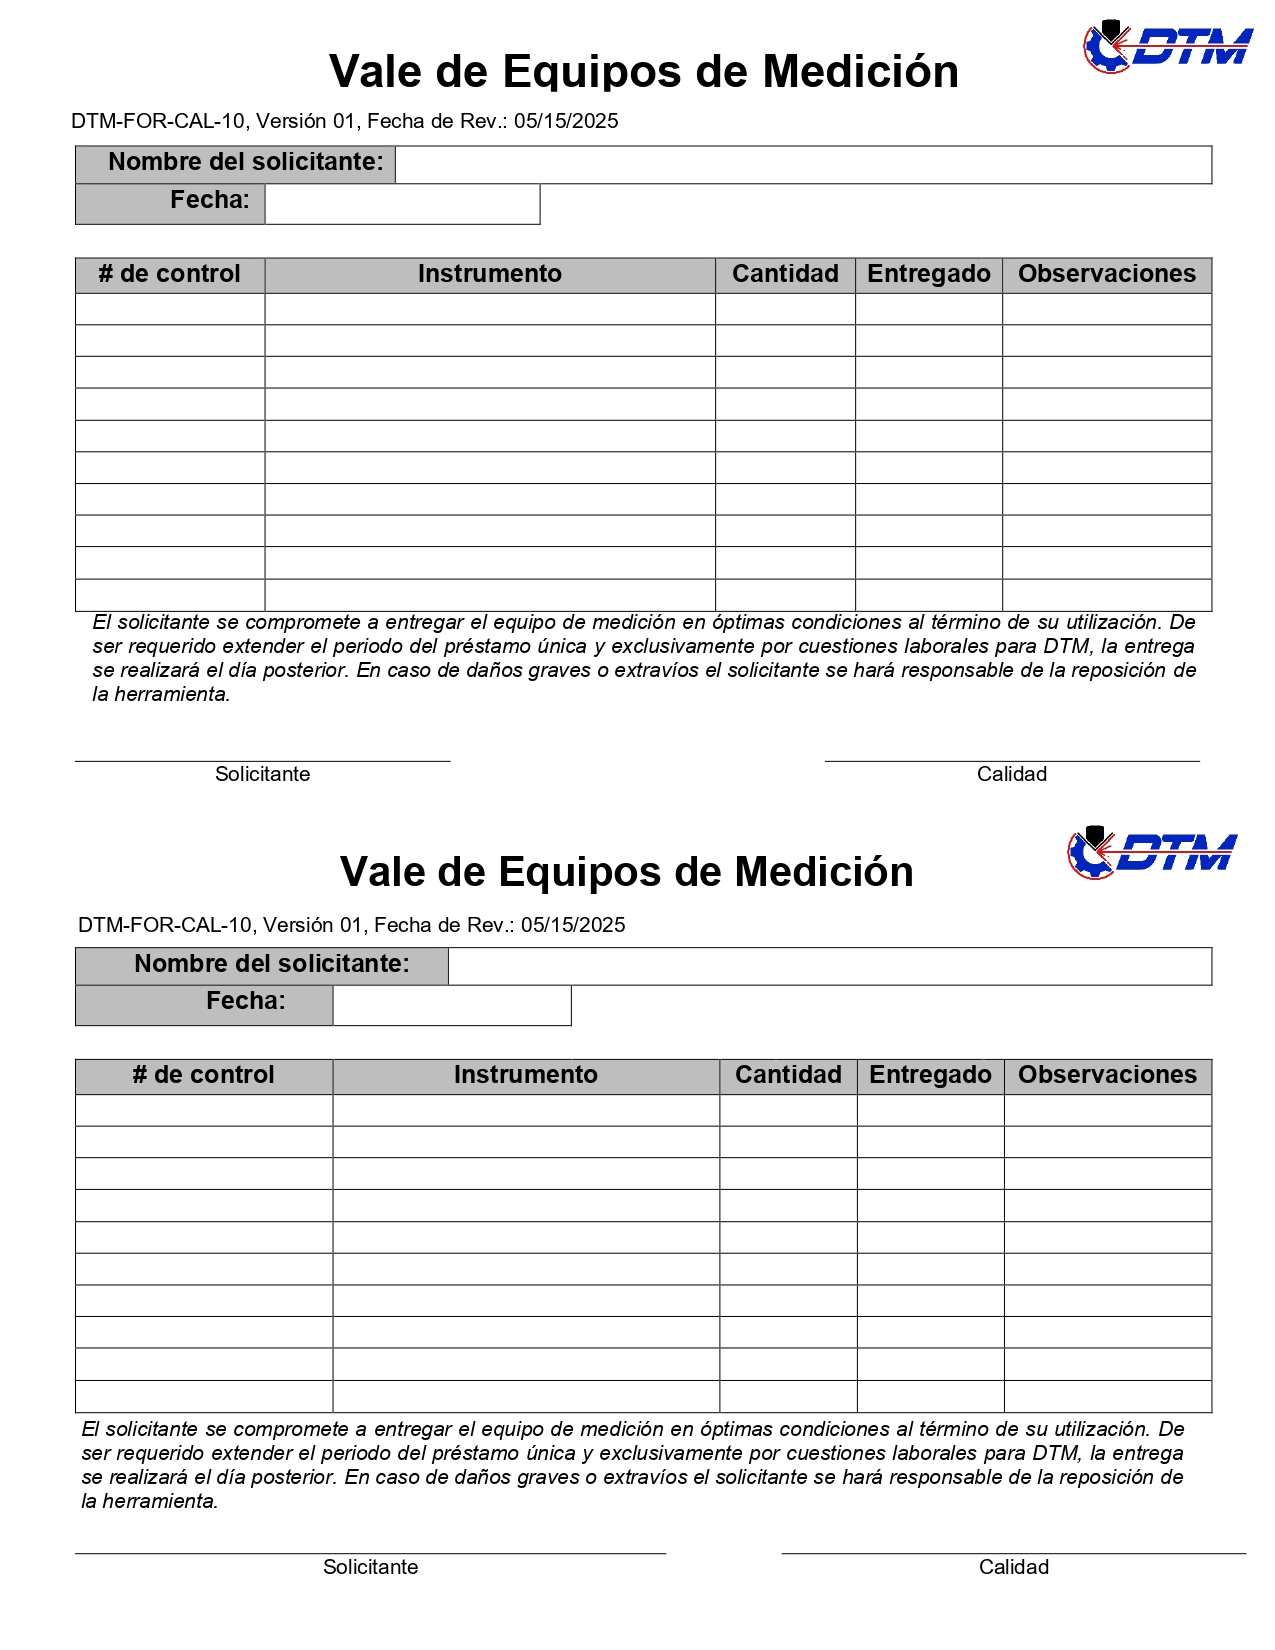 DTM
Vale de Equipos de Medición
DTM-FOR-CAL-10, Versión 01, Fecha de Rev.: 05/15/2025
Nombre del solicitante:
Fecha:
# de control Instrumento Cantidad Entregado Observaciones
El solicitante se compromete a entregar el equipo de medición en óptimas condiciones al término de su utilización. De
ser requerido extender el periodo del préstamo única y exclusivamente por cuestiones laborales para DTM, la entrega
se realizará el día posterior. En caso de daños graves o extravíos el solicitante se hará responsable de la reposición de
la herramienta.
Solicitante Calidad
DTM
Vale de Equipos de Medición
DTM-FOR-CAL-10, Versión 01, Fecha de Rev.: 05/15/2025
Nombre del solicitante:
Fecha:
# de control Instrumento Cantidad Entregado Observaciones
El solicitante se compromete a entregar el equipo de medición en óptimas condiciones al término de su utilización. De
ser requerido extender el periodo del préstamo única y exclusivamente por cuestiones laborales para DTM, la entrega
se realizará el día posterior. En caso de daños graves o extravíos el solicitante se hará responsable de la reposición de
la herramienta.
Solicitante Calidad